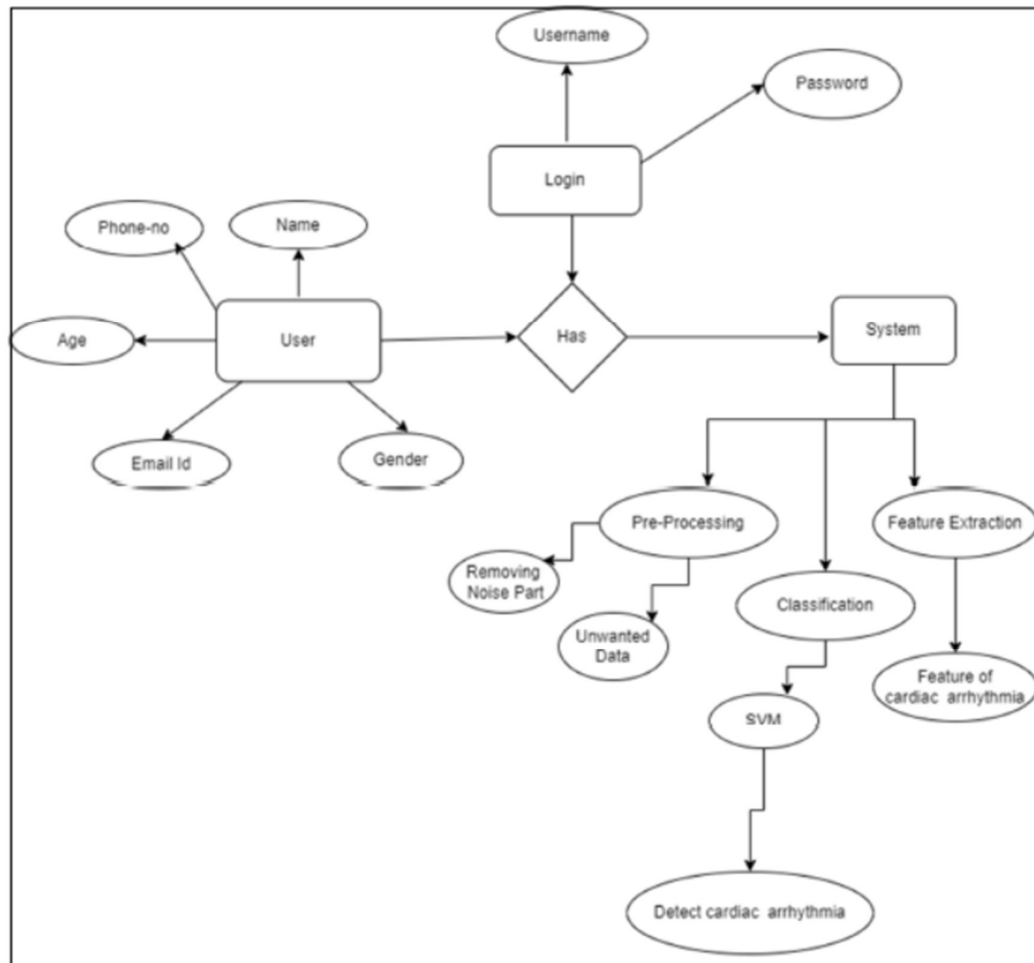 Username
Password
Login
Phone-no
Name
Age
User
Has
System
Email Id
Gender
Pre-Processing
Feature Extraction
Removing
Noise Part
Classification
Unwanted
Data
Feature of
cardiac arrhythmia
SVM
Detect cardiac arrhythmia